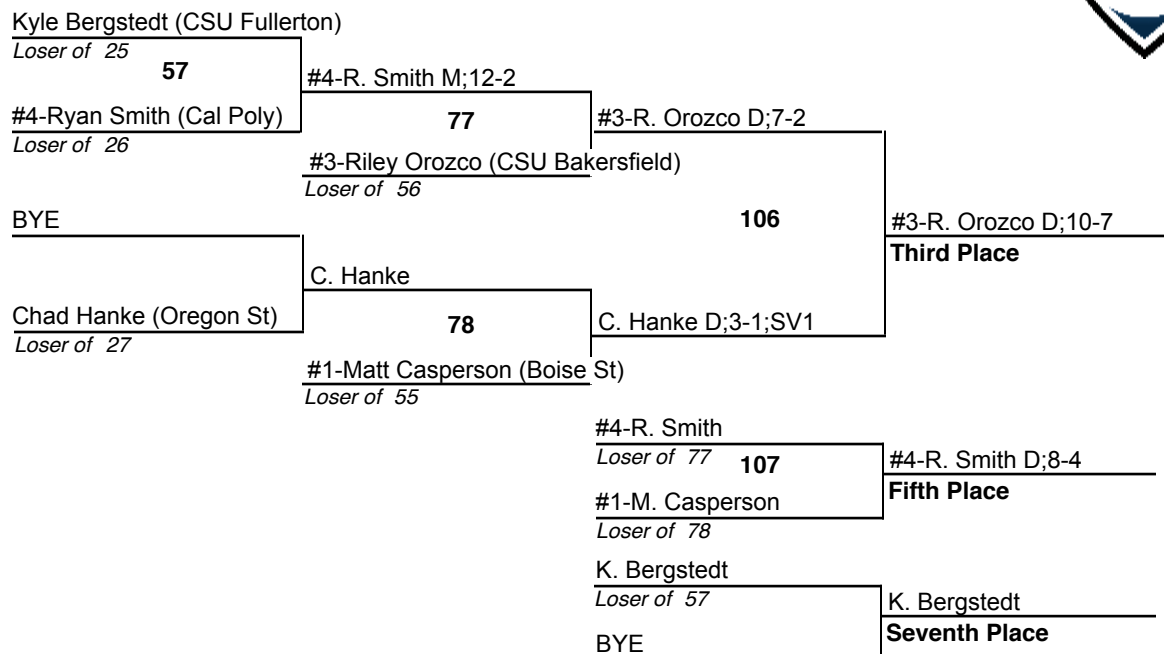 Kyle Bergstedt (CSU Fullerton)
Loser of 25
57
#4-R. Smith M;12-2
#4-Ryan Smith (Cal Poly)
Loser of 26
77
#3-R. Orozco D;7-2
#3-Riley Orozco (CSU Bakersfield)
Loser of 56
BYE
106
#3-R. Orozco D;10-7
Third Place
C. Hanke
Chad Hanke (Oregon St)
Loser of 27
78
C. Hanke D;3-1;SV1
#1-Matt Casperson (Boise St)
Loser of 55
#4-R. Smith
Loser of 77
107
#4-R. Smith D;8-4
Fifth Place
#1-M. Casperson
Loser of 78
K. Bergstedt
Loser of 57
K. Bergstedt
Seventh Place
BYE